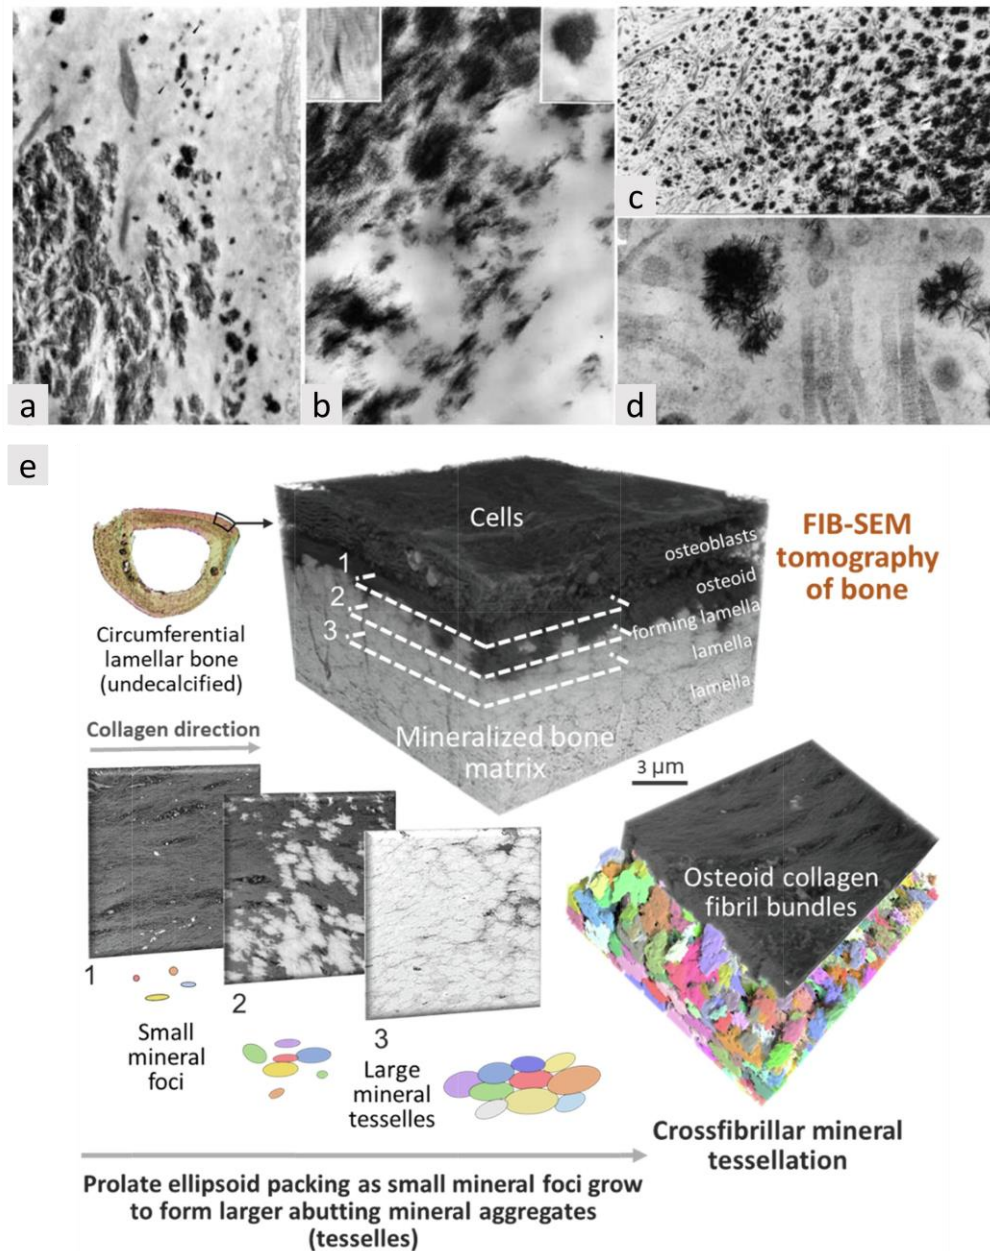 a
b
c
d
e
Circumferential
lamellar bone
(undecalcified)
Cells
1
2
3
osteoblasts
osteoid
forming lamella
lamella
lamella
Mineralized bone
matrix
FIB-SEM
tomography
of bone
3 µm
Collagen direction
1
Small
mineral
foci
2
3
Large
mineral
tesselles
Osteoid collagen
fibril bundles
Crossfibrillar mineral
tessellation
Prolate ellipsoid packing as small mineral foci grow
to form larger abutting mineral aggregates
(tesselles)